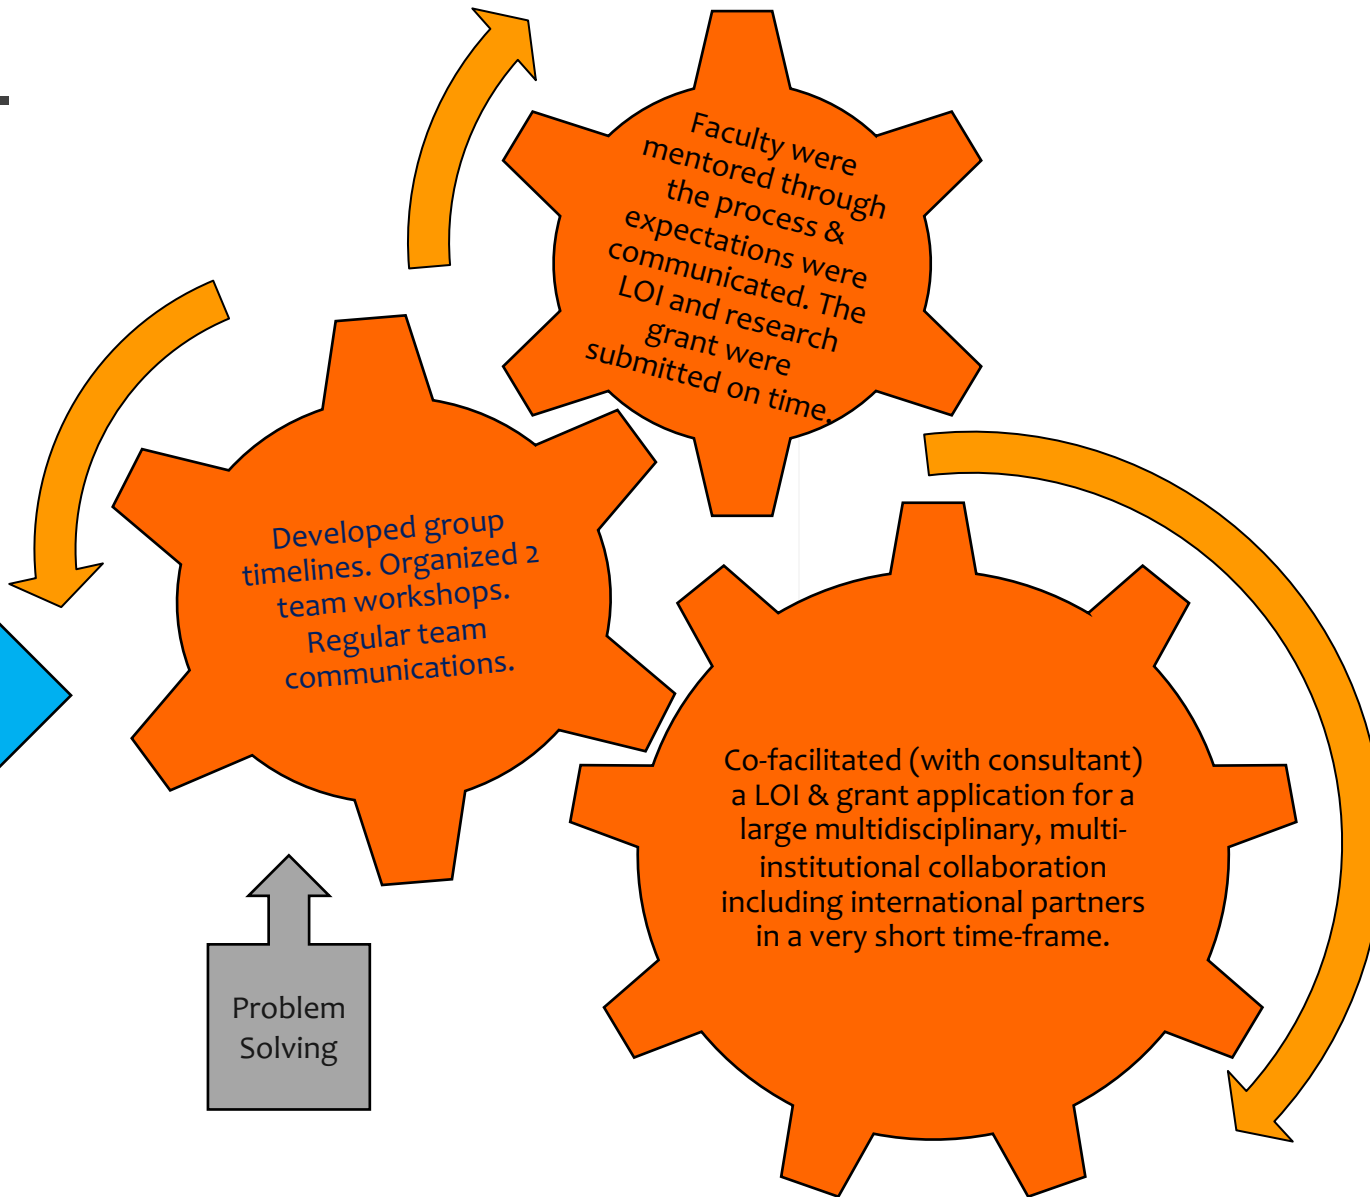 Faculty were
mentored through
the process &
expectations were
communicated. The
LOI and research
grant were
submitted on time.
Developed group
timelines. Organized 2
team workshops.
Regular team
communications.
Co-facilitated (with consultant)
a LOI & grant application for a
large multidisciplinary, multi-
institutional collaboration
including international partners
in a very short time-frame.
Problem
Solving